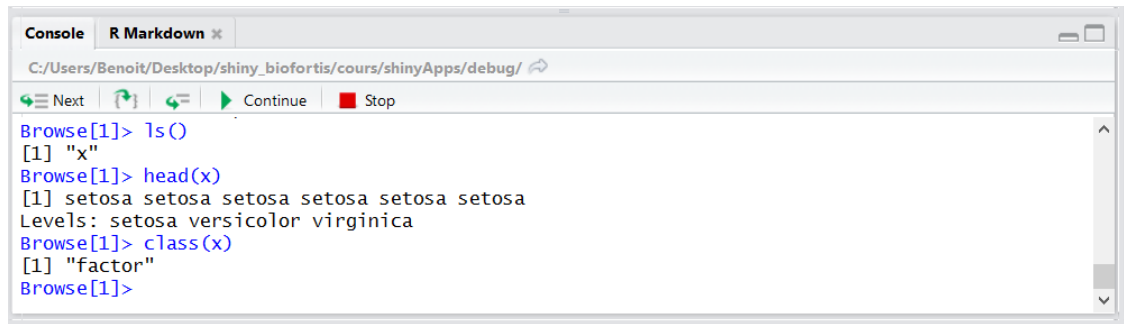 Console R Markdown
C:/Users/Benoit/Desktop/shiny_biofortis/cours/shinyApps/debug/
Next Continue Stop
Browse[1]> ls()
[1] "x"
Browse[1]> head(x)
[1] setosa setosa setosa setosa setosa setosa
Levels: setosa versicolor virginica
Browse[1]> class(x)
[1] "factor"
Browse[1]>